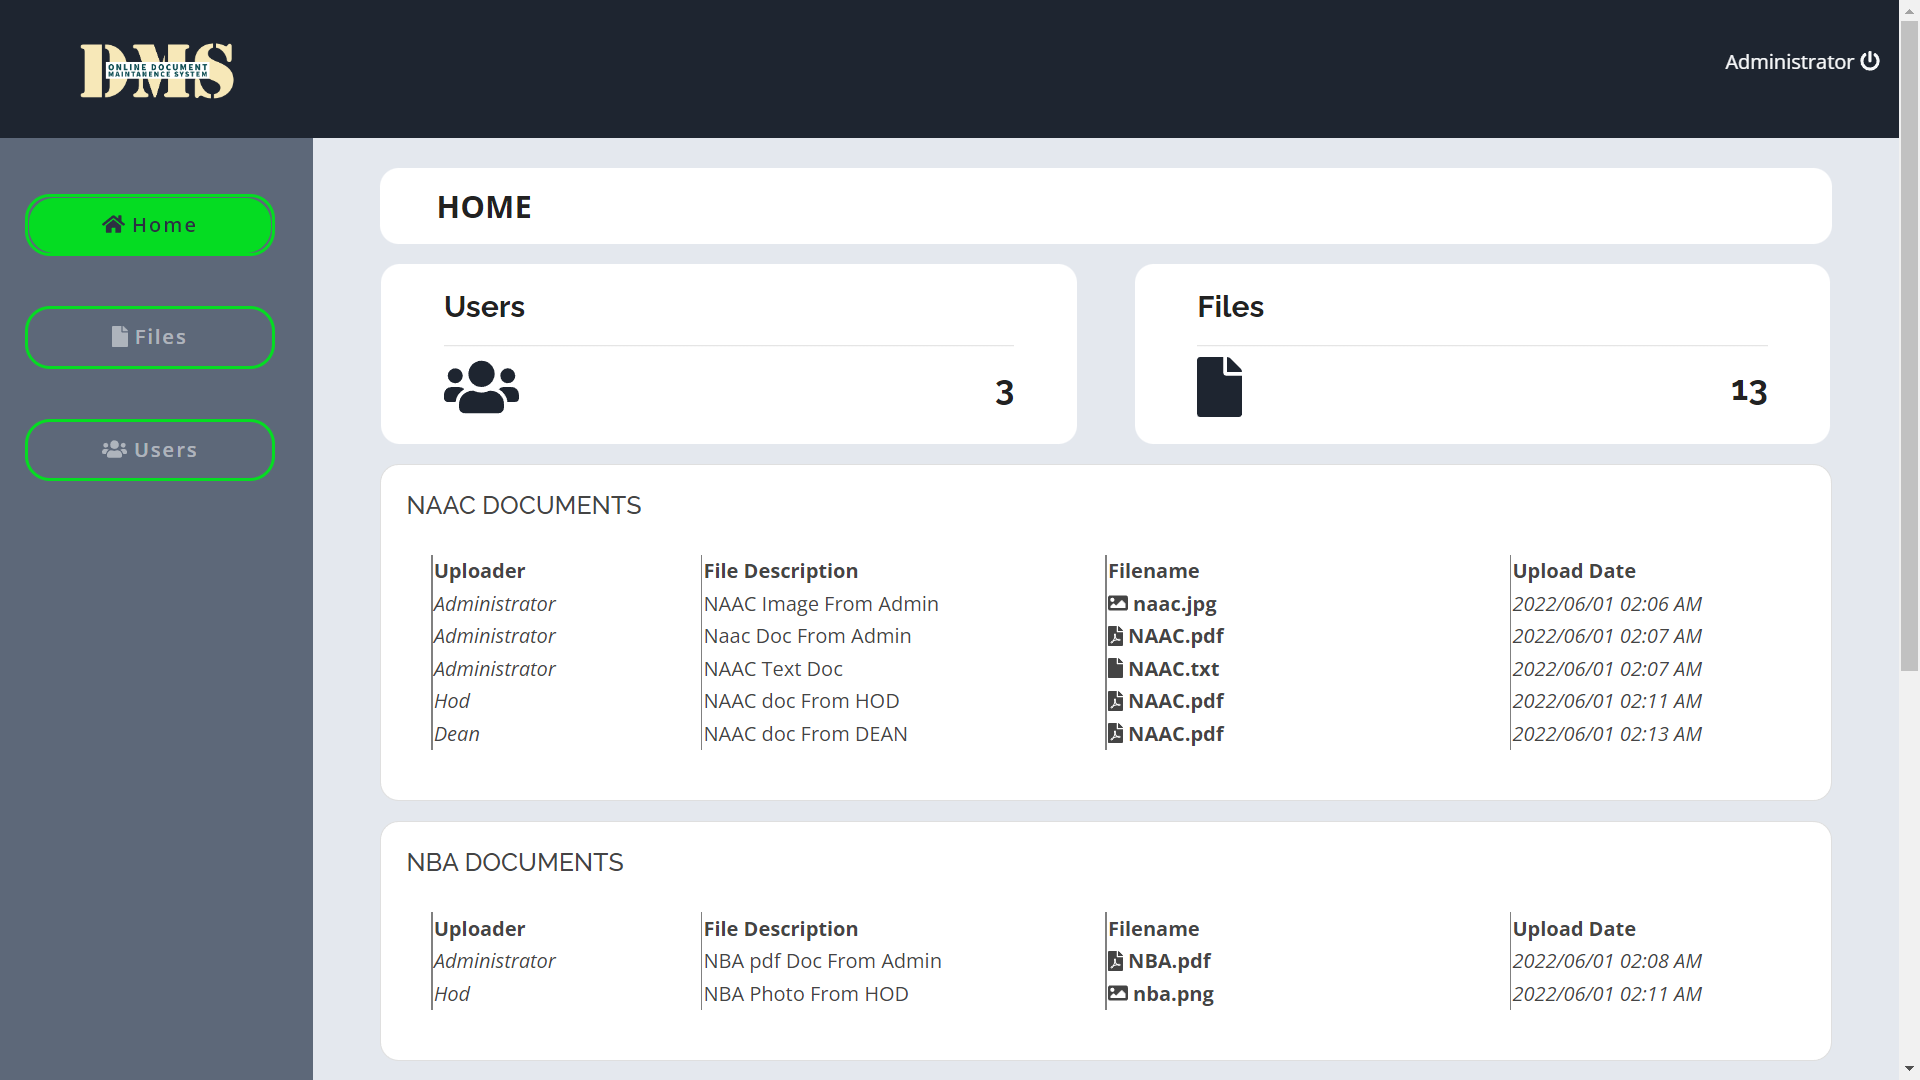 DMS
ONLINE DOCUMENT
MAINTANENCE SYSTEM
Administrator
Home
Files
Users
HOME
Users
3
Files
13
NAAC DOCUMENTS
Uploader File Description Filename Upload Date
Administrator NAAC Image From Admin naac.jpg 2022/06/01 02:06 AM
Administrator Naac Doc From Admin NAAC.pdf 2022/06/01 02:07 AM
Administrator NAAC Text Doc NAAC.txt 2022/06/01 02:07 AM
Hod NAAC doc From HOD NAAC.pdf 2022/06/01 02:11 AM
Dean NAAC doc From DEAN NAAC.pdf 2022/06/01 02:13 AM
NBA DOCUMENTS
Uploader File Description Filename Upload Date
Administrator NBA pdf Doc From Admin NBA.pdf 2022/06/01 02:08 AM
Hod NBA Photo From HOD nba.png 2022/06/01 02:11 AM